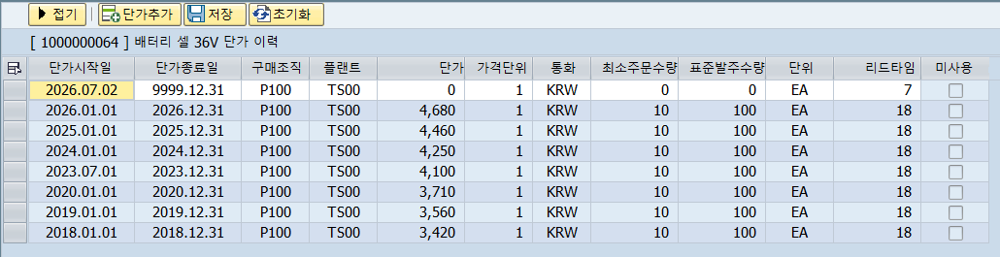 접기 단가추가 저장 초기화
[ 1000000064 ] 배터리 셀 36V 단가 이력
단가시작일 단가종료일 구매조직 플랜트 단가 가격단위 통화 최소주문수량 표준발주수량 단위 리드타임 미사용
2026.07.02 9999.12.31 P100 TS00 0 1 KRW 0 0 EA 7
2026.01.01 2026.12.31 P100 TS00 4,680 1 KRW 10 100 EA 18
2025.01.01 2025.12.31 P100 TS00 4,460 1 KRW 10 100 EA 18
2024.01.01 2024.12.31 P100 TS00 4,250 1 KRW 10 100 EA 18
2023.07.01 2023.12.31 P100 TS00 4,100 1 KRW 10 100 EA 18
2020.01.01 2020.12.31 P100 TS00 3,710 1 KRW 10 100 EA 18
2019.01.01 2019.12.31 P100 TS00 3,560 1 KRW 10 100 EA 18
2018.01.01 2018.12.31 P100 TS00 3,420 1 KRW 10 100 EA 18